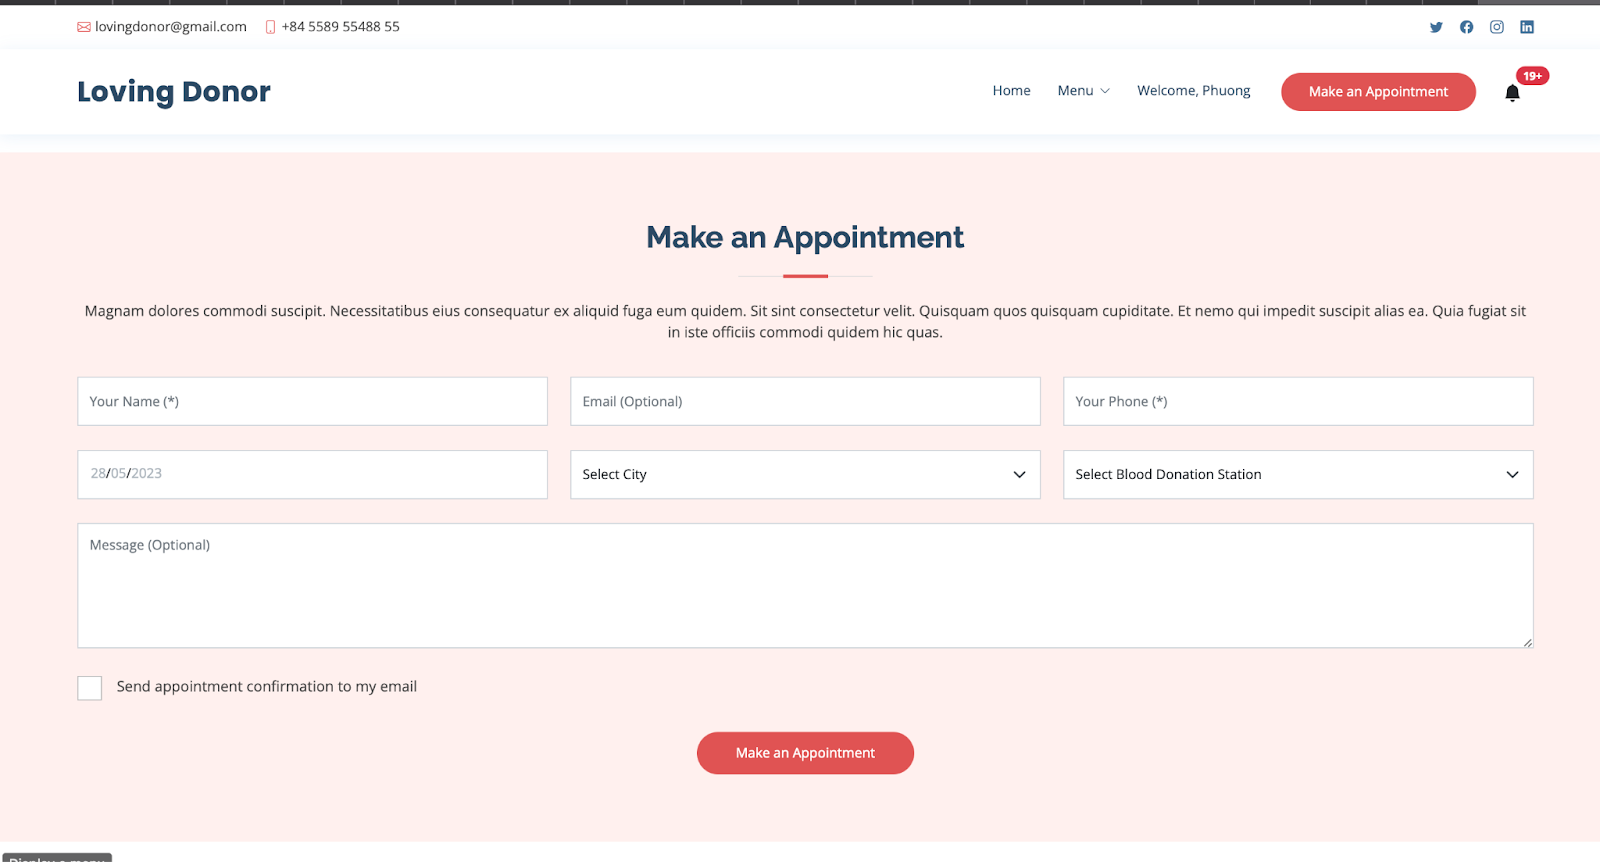 lovingdonor@gmail.com +84 5589 55488 55
Loving Donor Home Menu Welcome, Phuong Make an Appointment 19+
Make an Appointment
Magnam dolores commodi suscipit. Necessitatibus eius consequatur ex aliquid fuga eum quidem. Sit sint consectetur velit. Quisquam quos quisquam cupiditate. Et nemo qui impedit suscipit alias ea. Quia fugiat sit
in iste officiis commodi quidem hic quas.
Your Name (*) Email (Optional) Your Phone (*)
28/05/2023 Select City Select Blood Donation Station
Message (Optional)
Send appointment confirmation to my email
Make an Appointment
Display a menu